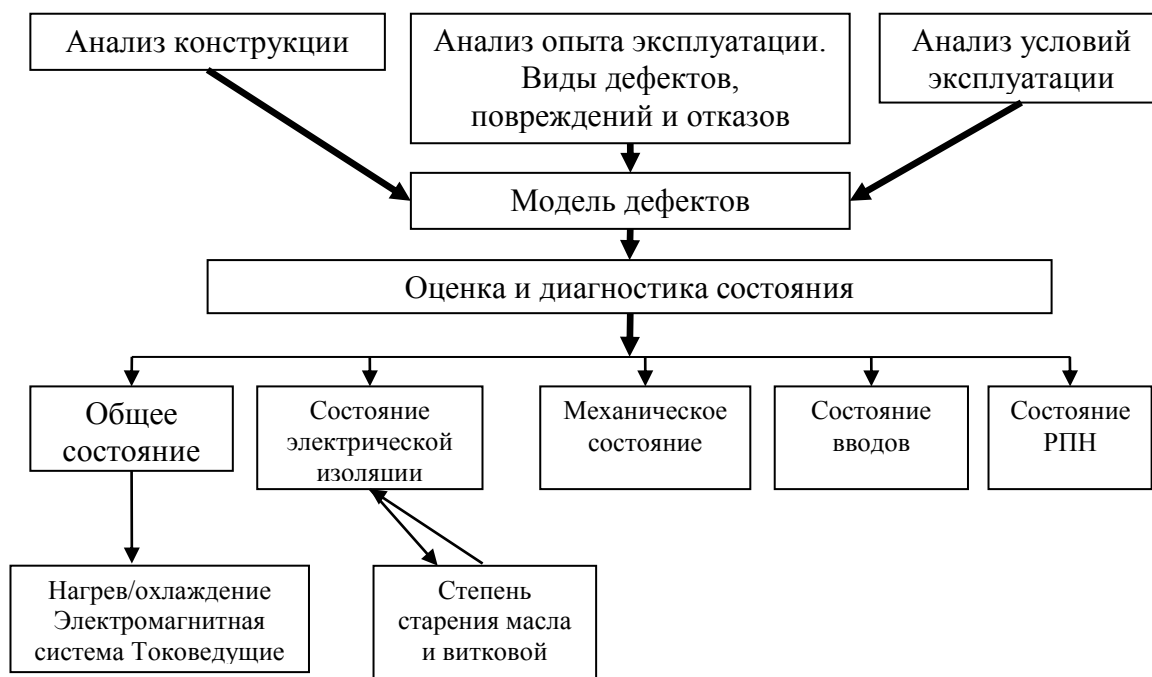 Анализ конструкции
Анализ опыта эксплуатации.
Виды дефектов,
повреждений и отказов
Анализ условий
эксплуатации
Модель дефектов
Оценка и диагностика состояния
Общее
состояние
Состояние
электрической
изоляции
Механическое
состояние
Состояние
вводов
Состояние
РПН
Нагрев/охлаждение
Электромагнитная
система Токоведущие
Степень
старения масла
и витковой